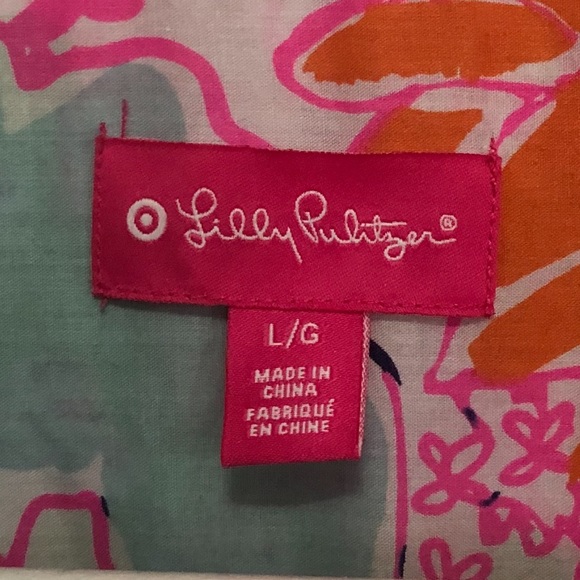 Lilly Pulitzer®
L/G
MADE IN
CHINA
FABRIQUÉ
EN CHINE